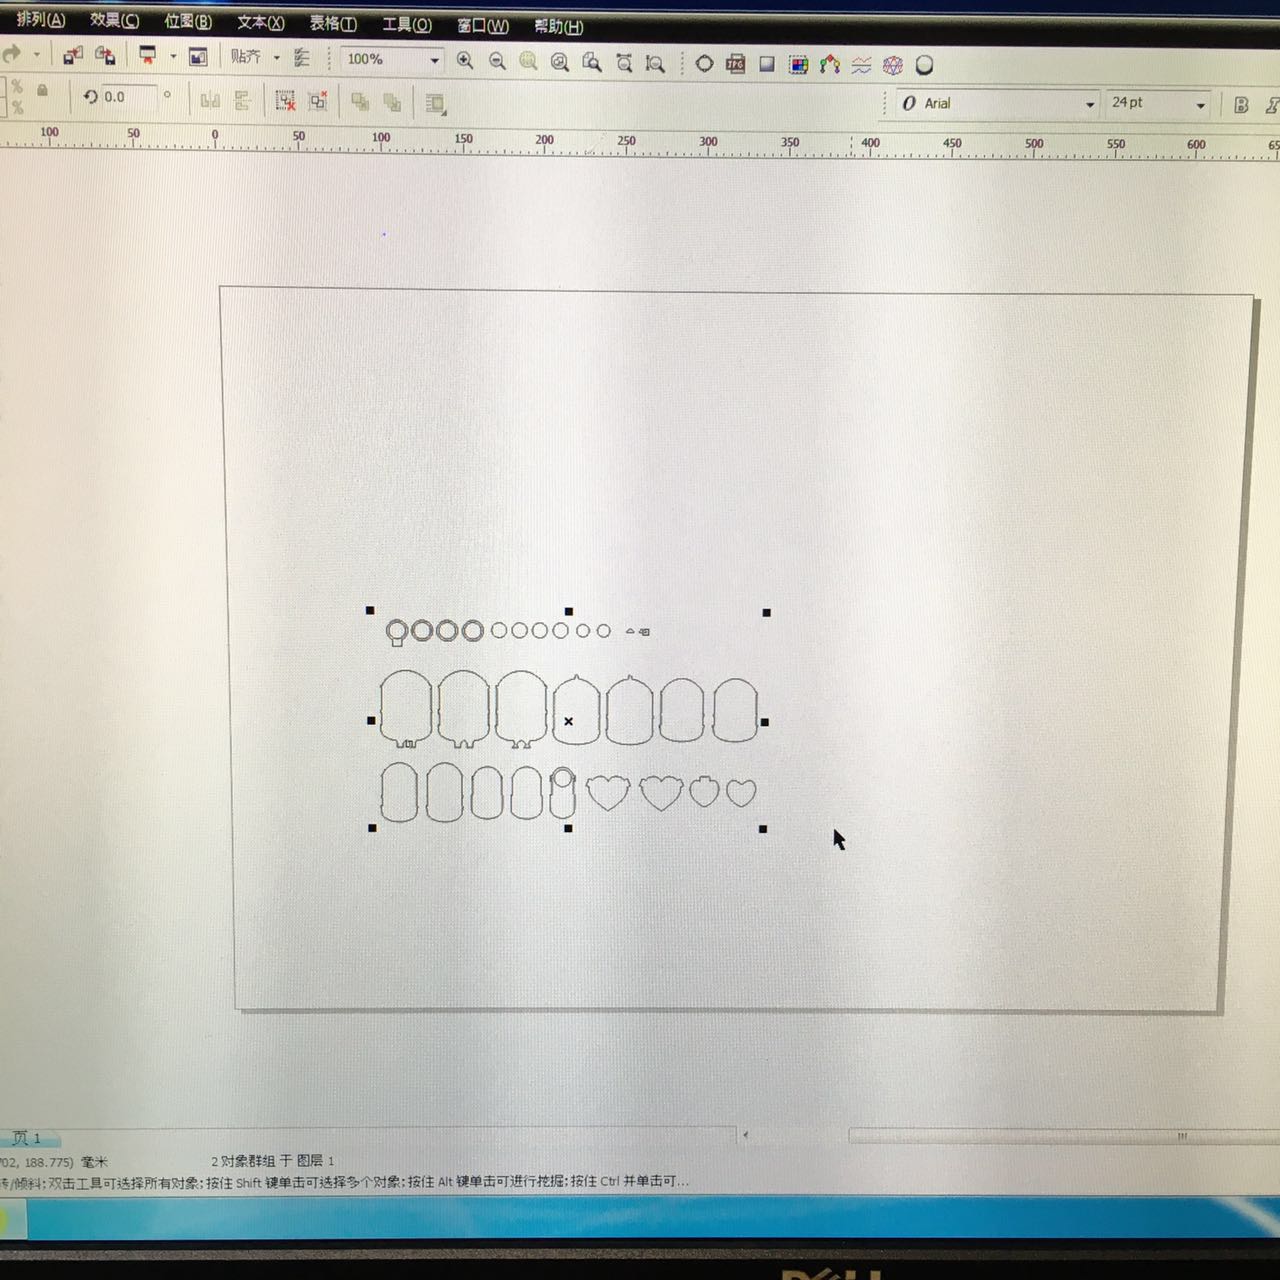 排列(A) 效果(C) 位图(B) 文本(X) 表格(T) 工具(O) 窗口(W) 帮助(H)
贴齐 100%
% %
0.0 °
O Arial 24 pt B I
100 50 0 50 100 150 200 250 300 350 400 450 500 550 600 65
页 1
02, 188.775) 毫米 2 对象群组 于 图层 1
/倾斜; 双击工具可选择所有对象; 按住 Shift 键单击可选择多个对象; 按住 Alt 键单击可进行挖掘; 按住 Ctrl 并单击可...
DELL